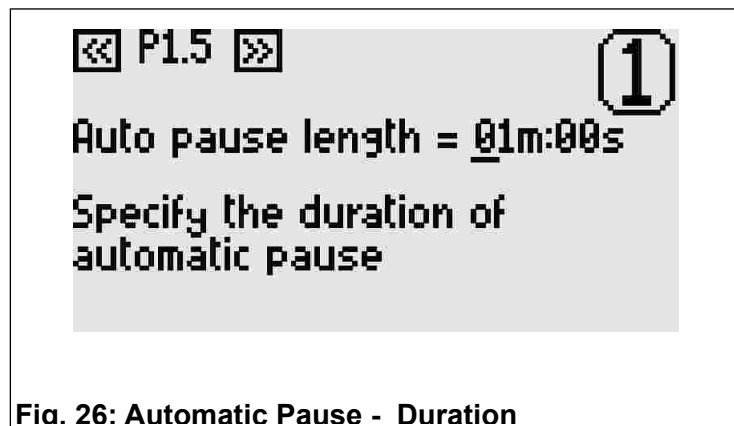 « P1.5 »
1
Auto pause length = 01m:00s
Specify the duration of
automatic pause
Fig. 26: Automatic Pause - Duration